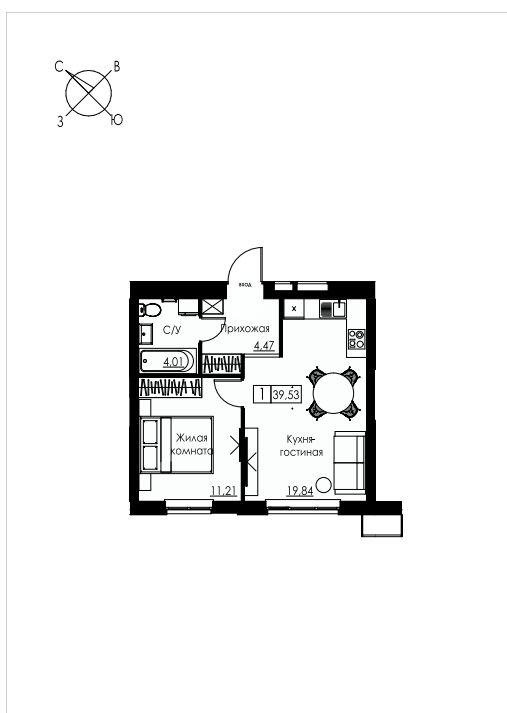 С В
З Ю
вход
С/У
Прихожая
4,47
4,01
x
1 39,53
Жилая
комната
11,21
Кухня-
гостиная
19,84